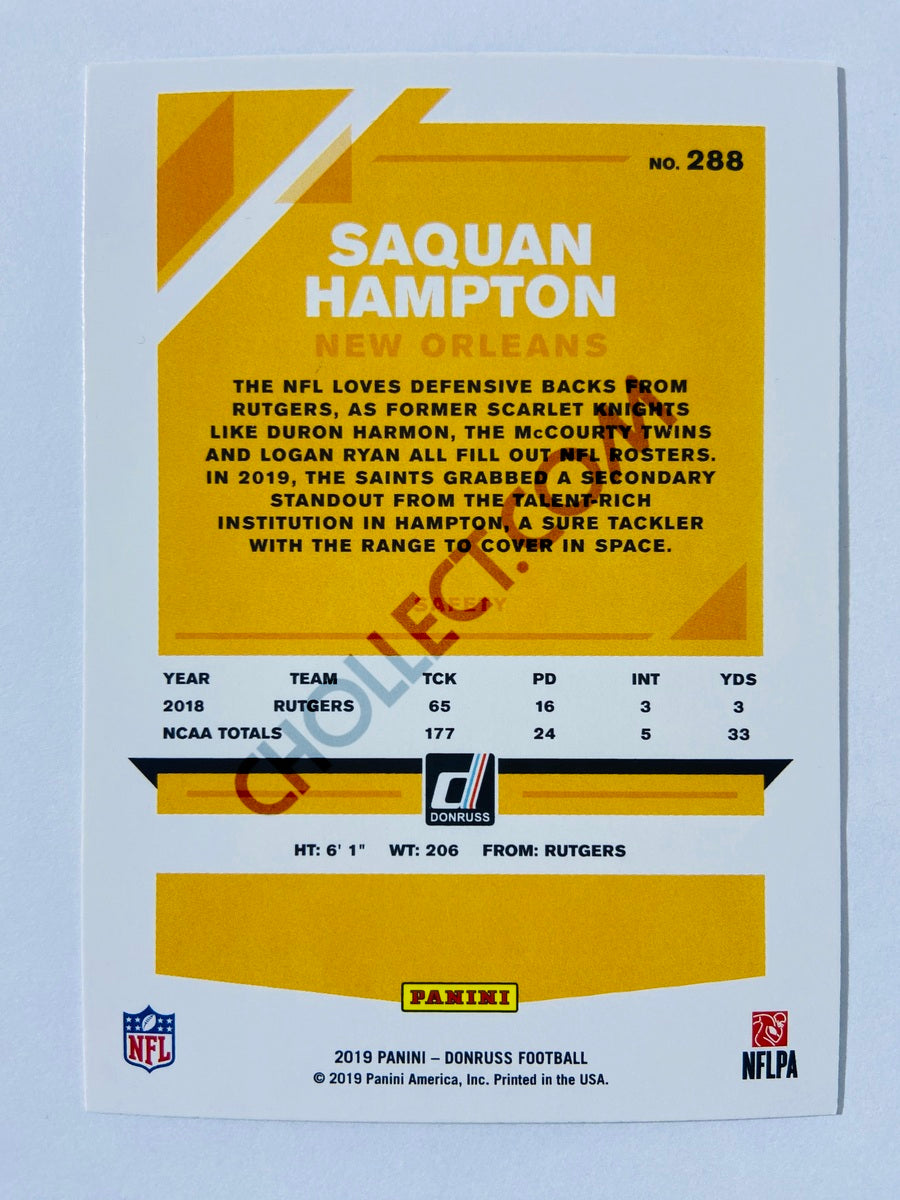 NO. 288
SAQUAN
HAMPTON
NEW ORLEANS
THE NFL LOVES DEFENSIVE BACKS FROM
RUTGERS, AS FORMER SCARLET KNIGHTS
LIKE DURON HARMON, THE McCOURTY TWINS
AND LOGAN RYAN ALL FILL OUT NFL ROSTERS.
IN 2019, THE SAINTS GRABBED A SECONDARY
STANDOUT FROM THE TALENT-RICH
INSTITUTION IN HAMPTON, A SURE TACKLER
WITH THE RANGE TO COVER IN SPACE.
SAFETY
CHOLLECT.COM
YEAR TEAM TCK PD INT YDS
2018 RUTGERS 65 16 3 3
NCAA TOTALS 177 24 5 33
d
DONRUSS
HT: 6' 1" WT: 206 FROM: RUTGERS
PANINI
NFL
NFLPA
2019 PANINI – DONRUSS FOOTBALL
© 2019 Panini America, Inc. Printed in the USA.